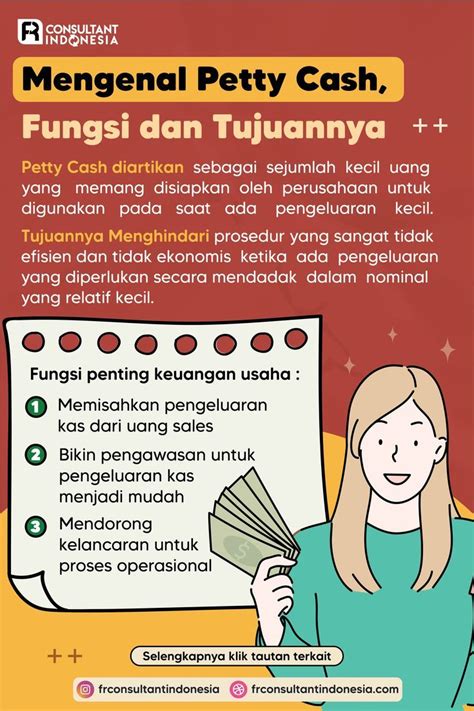 FR CONSULTANT
INDONESIA
Mengenal Petty Cash,
Fungsi dan Tujuannya
Petty Cash diartikan sebagai sejumlah kecil uang
yang memang disiapkan oleh perusahaan untuk
digunakan pada saat ada pengeluaran kecil.
Tujuannya Menghindari prosedur yang sangat tidak
efisien dan tidak ekonomis ketika ada pengeluaran
yang diperlukan secara mendadak dalam nominal
yang relatif kecil.
Fungsi penting keuangan usaha :
1 Memisahkan pengeluaran
kas dari uang sales
2 Bikin pengawasan untuk
pengeluaran kas
menjadi mudah
3 Mendorong
kelancaran untuk
proses operasional
$
Selengkapnya klik tautan terkait
frconsultantindonesia frconsultantindonesia.com